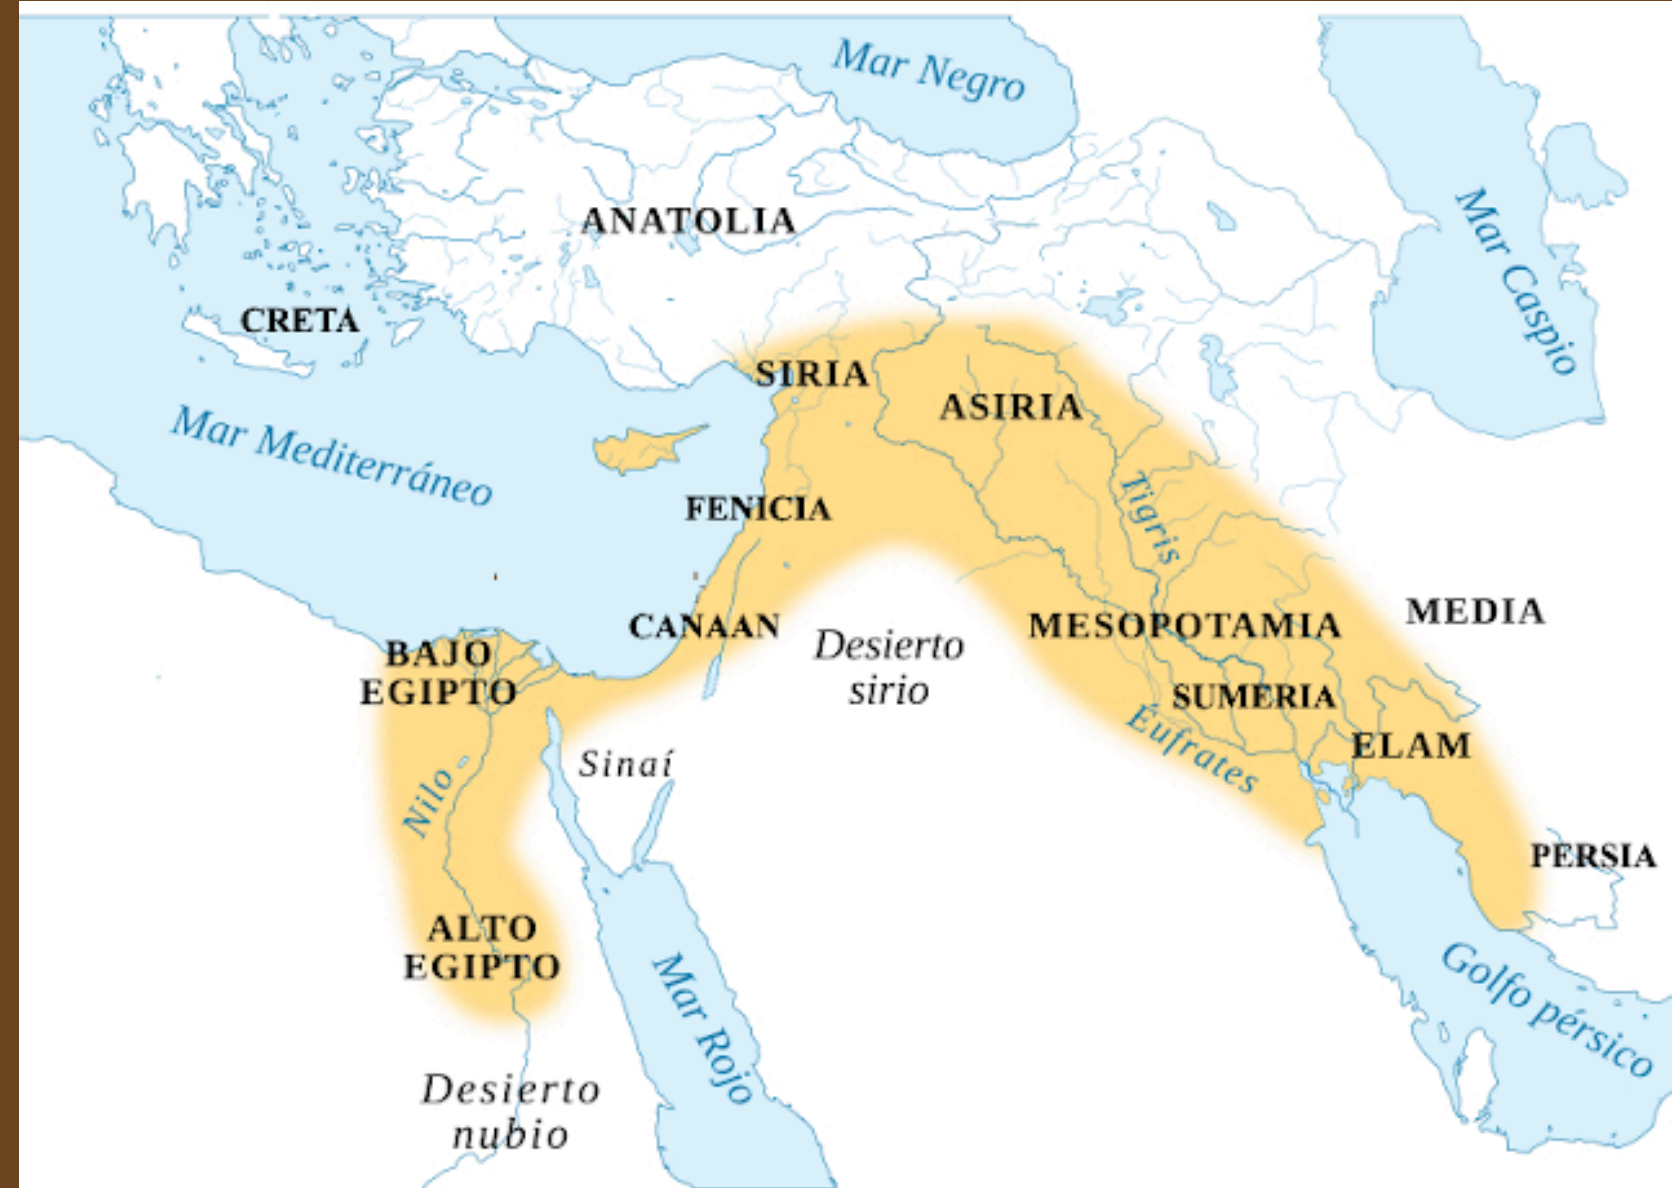 Mar Negro
Mar Caspio
ANATOLIA
CRETA
SIRIA
ASIRIA
Mar Mediterráneo
Tigris
FENICIA
CANAAN
Desierto
sirio
MESOPOTAMIA
MEDIA
BAJO
EGIPTO
SUMERIA
Éufrates
ELAM
Sinaí
Nilo
PERSIA
ALTO
EGIPTO
Mar Rojo
Golfo pérsico
Desierto
nubio